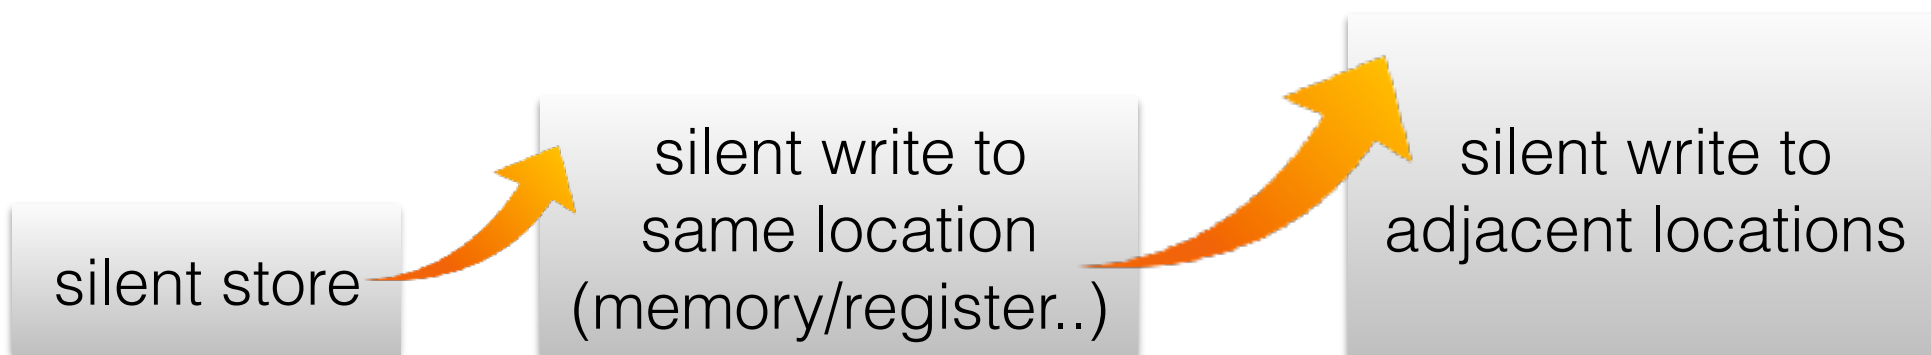 silent store
silent write to
same location
(memory/register..)
silent write to
adjacent locations